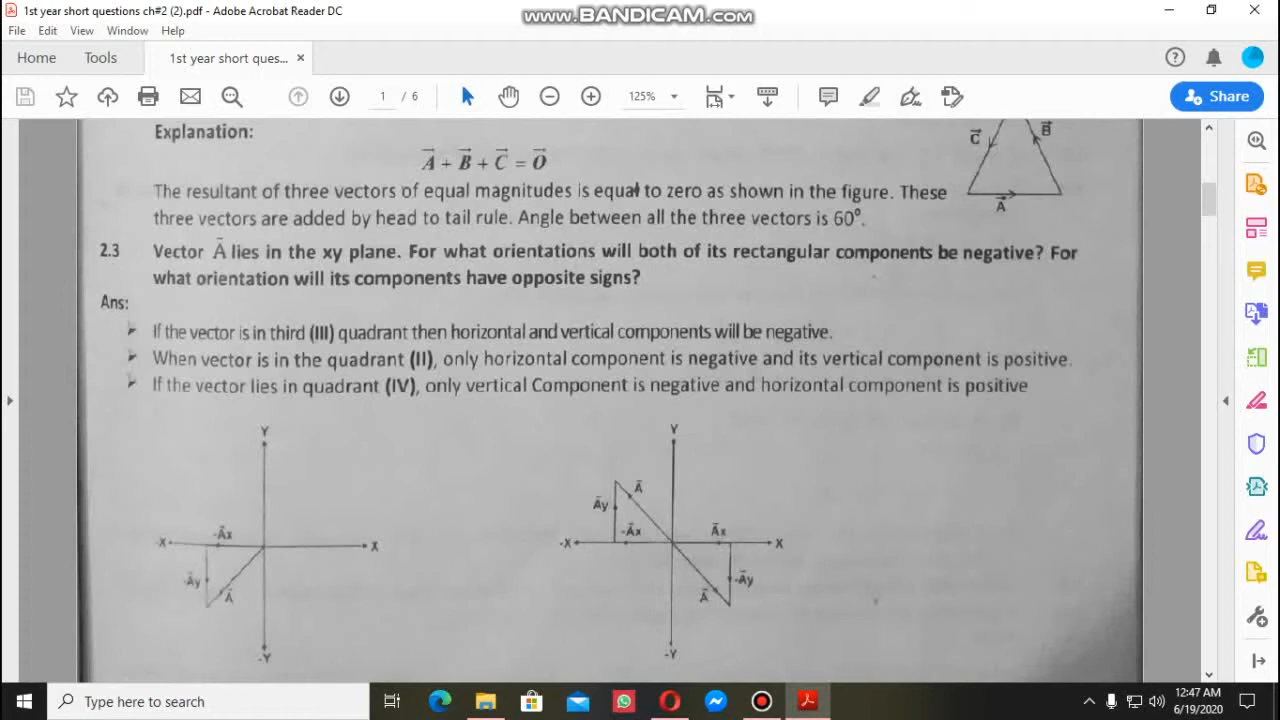 1st year short questions ch#2 (2).pdf - Adobe Acrobat Reader DC
www.BANDICAM.com
File Edit View Window Help
Home Tools 1st year short ques... ×
1 / 6 125% Share
Explanation:
A + B + C = O
C B
The resultant of three vectors of equal magnitudes is equal to zero as shown in the figure. These
A
three vectors are added by head to tail rule. Angle between all the three vectors is 60°.
2.3 Vector A lies in the xy plane. For what orientations will both of its rectangular components be negative? For
what orientation will its components have opposite signs?
Ans:
If the vector is in third (III) quadrant then horizontal and vertical components will be negative.
When vector is in the quadrant (II), only horizontal component is negative and its vertical component is positive.
If the vector lies in quadrant (IV), only vertical Component is negative and horizontal component is positive
Y Y
A
Ay
-Ax -Ax Ax
-X X -X X
-Ay A A -Ay
-Y -Y
Type here to search
12:47 AM
6/19/2020